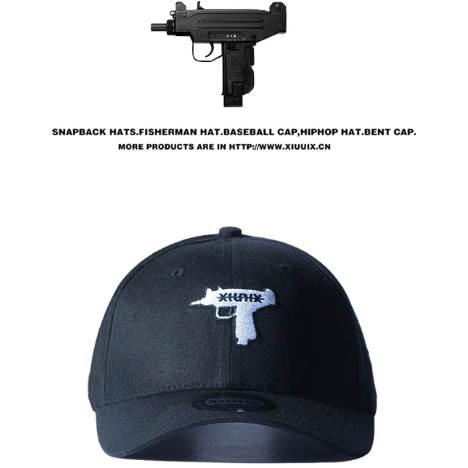 SNAPBACK HATS.FISHERMAN HAT.BASEBALL CAP,HIPHOP HAT.BENT CAP.
MORE PRODUCTS ARE IN HTTP://WWW.XIUUIX.CN
XIUUIX